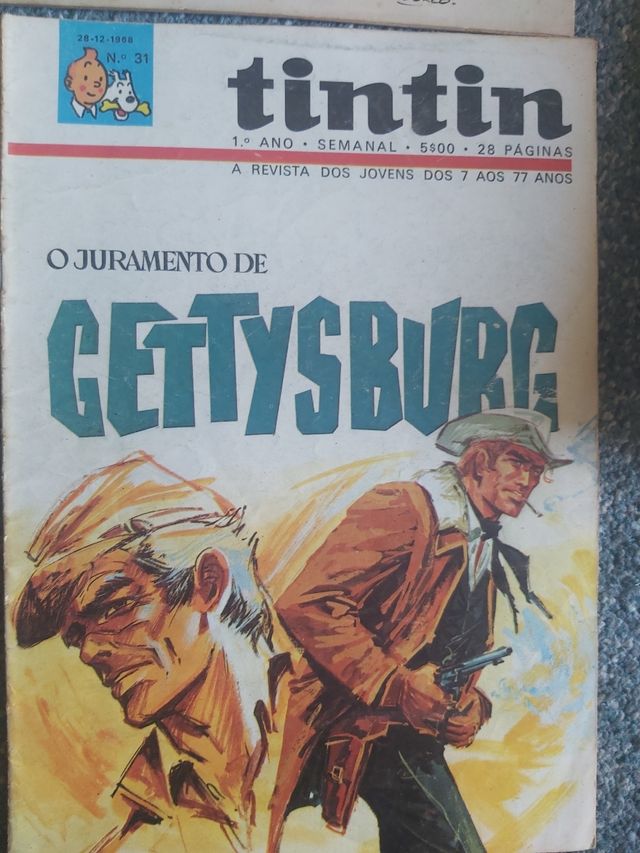 28-12-1968
N.º 31
tintin
1.º ANO • SEMANAL • 5$00 • 28 PÁGINAS
A REVISTA DOS JOVENS DOS 7 AOS 77 ANOS
O JURAMENTO DE
GETTYSBURG